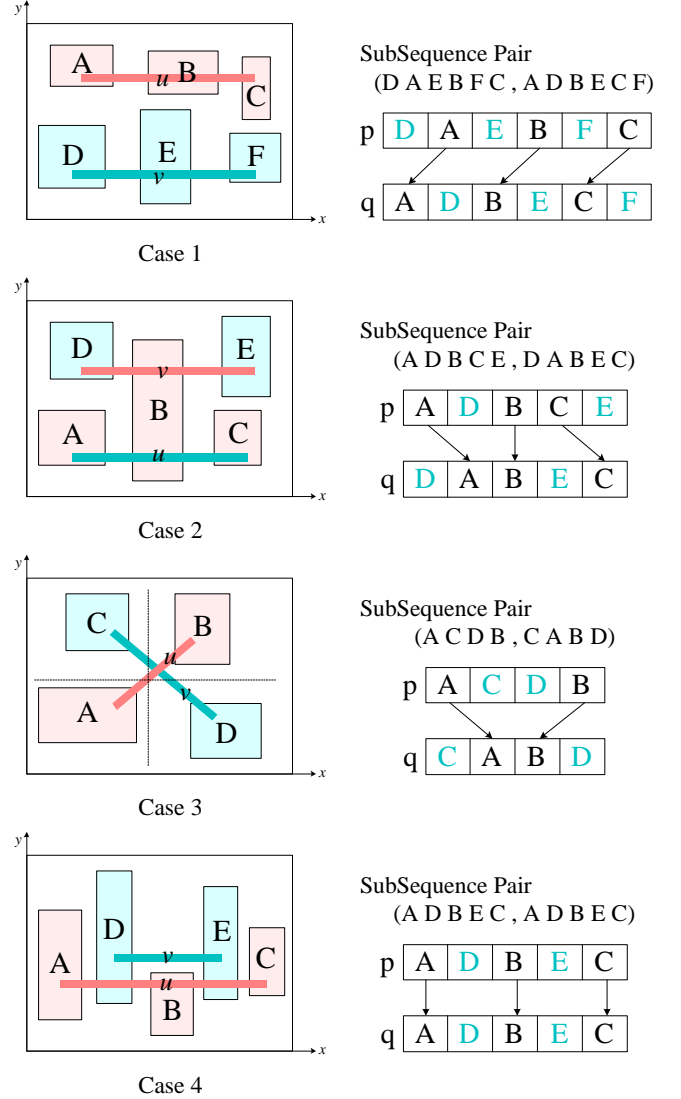 y
A
u
B
C
D
E
v
F
x
Case 1
SubSequence Pair
(D A E B F C , A D B E C F)
p D A E B F C
q A D B E C F
y
D
v
E
B
A
u
C
x
Case 2
SubSequence Pair
(A D B C E , D A B E C)
p A D B C E
q D A B E C
y
C
B
u
v
A
D
x
Case 3
SubSequence Pair
(A C D B , C A B D)
p A C D B
q C A B D
y
D
E
v
A
u
C
B
x
Case 4
SubSequence Pair
(A D B E C , A D B E C)
p A D B E C
q A D B E C